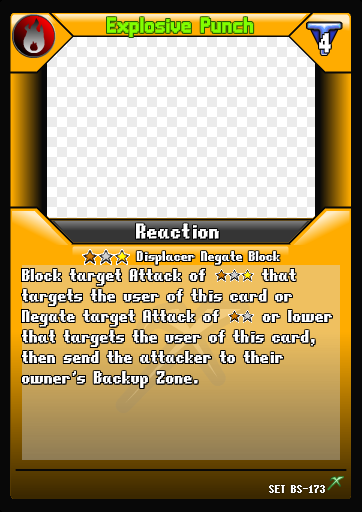 Explosive Punch
4
Reaction
Displacer Negate Block
Block target Attack of ★★★ that
targets the user of this card or
Negate target Attack of ★★ or lower
that targets the user of this card,
then send the attacker to their
owner's Backup Zone.
SET BS-173